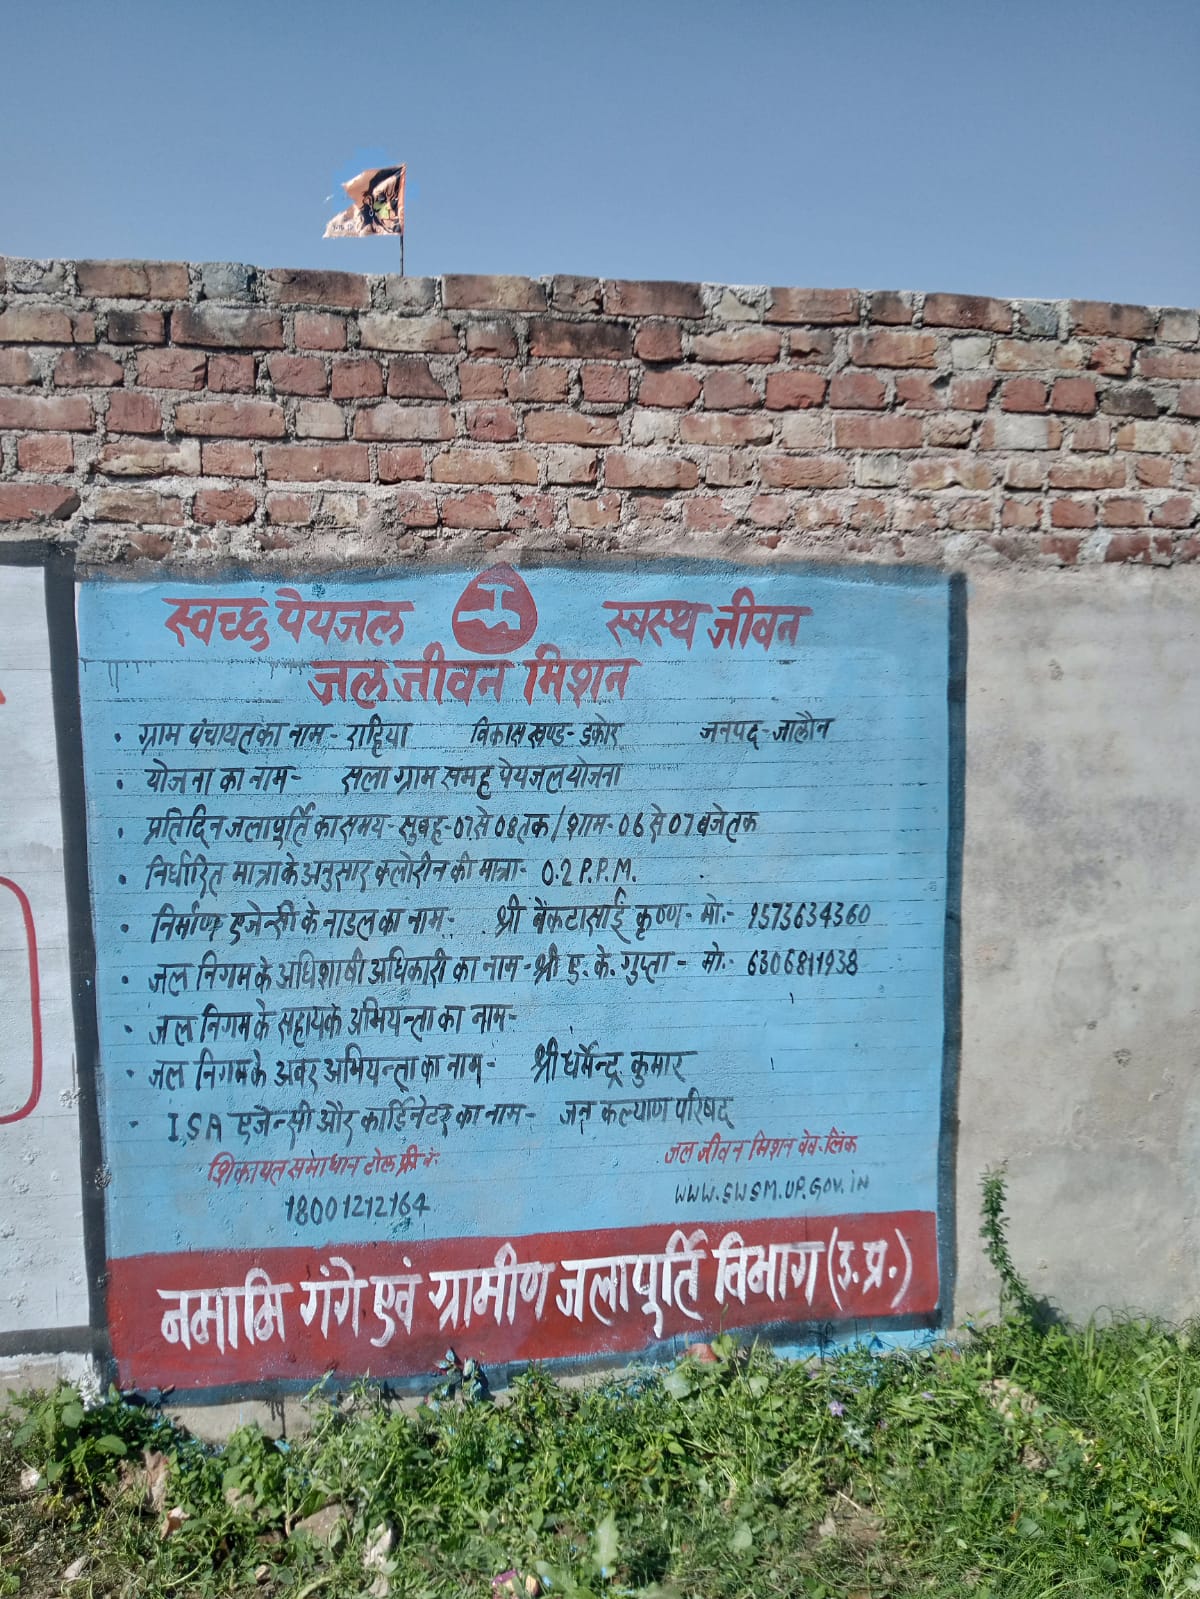 स्वच्छ पेयजल स्वस्थ जीवन
जल जीवन मिशन
• ग्राम पंचायत का नाम - राहिया विकास खण्ड - डकोर जनपद - जालौन
• योजना का नाम - सला ग्राम समूह पेयजल योजना
• प्रतिदिन जलापूर्ति का समय - सुबह - 07 से 08 तक / शाम - 06 से 07 बजे तक
• निर्धारित मात्रा के अनुसार क्लोरीन की मात्रा - 0.2 P.P.M.
• निर्माण एजेन्सी के नोडल का नाम - श्री वेंकटासाई कृष्ण - मो.- 9573634360
• जल निगम के अधिशाषी अधिकारी का नाम - श्री ए. के. गुप्ता - मो.- 6306811938
• जल निगम के सहायक अभियन्ता का नाम -
• जल निगम के अवर अभियन्ता का नाम - श्री धर्मेन्द्र कुमार
• I.S.A एजेन्सी और कार्डिनेटर का नाम - जन कल्याण परिषद
शिकायत समाधान टोल फ्री नं. जल जीवन मिशन वेब-लिंक
18001212164 WWW.SWSM.UP.GOV.IN
नमामि गंगे एवं ग्रामीण जलापूर्ति विभाग (उ.प्र.)